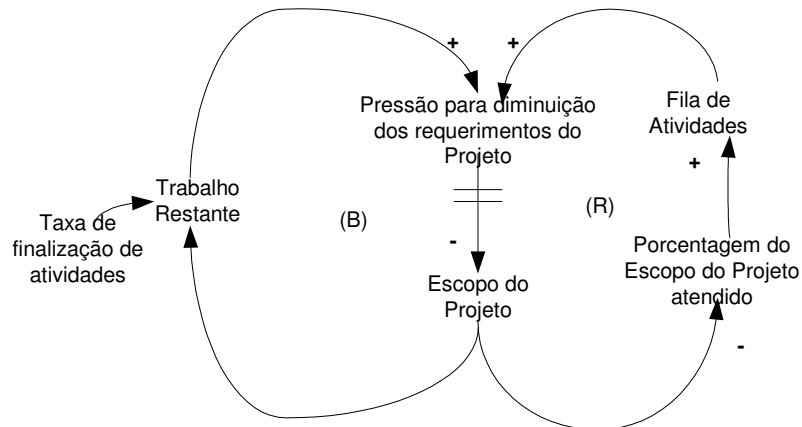 +
+
Pressão para diminuição
dos requerimentos do
Projeto
Fila de
Atividades
+
Trabalho
Restante
Taxa de
finalização de
atividades
(B)
(R)
-
Escopo do
Projeto
Porcentagem do
Escopo do Projeto
atendido
-